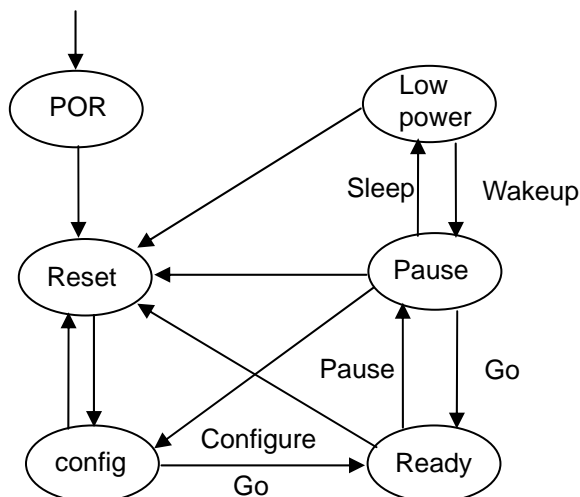 POR
Low
power
Sleep
Wakeup
Reset
Pause
Pause
Go
Configure
config
Ready
Go